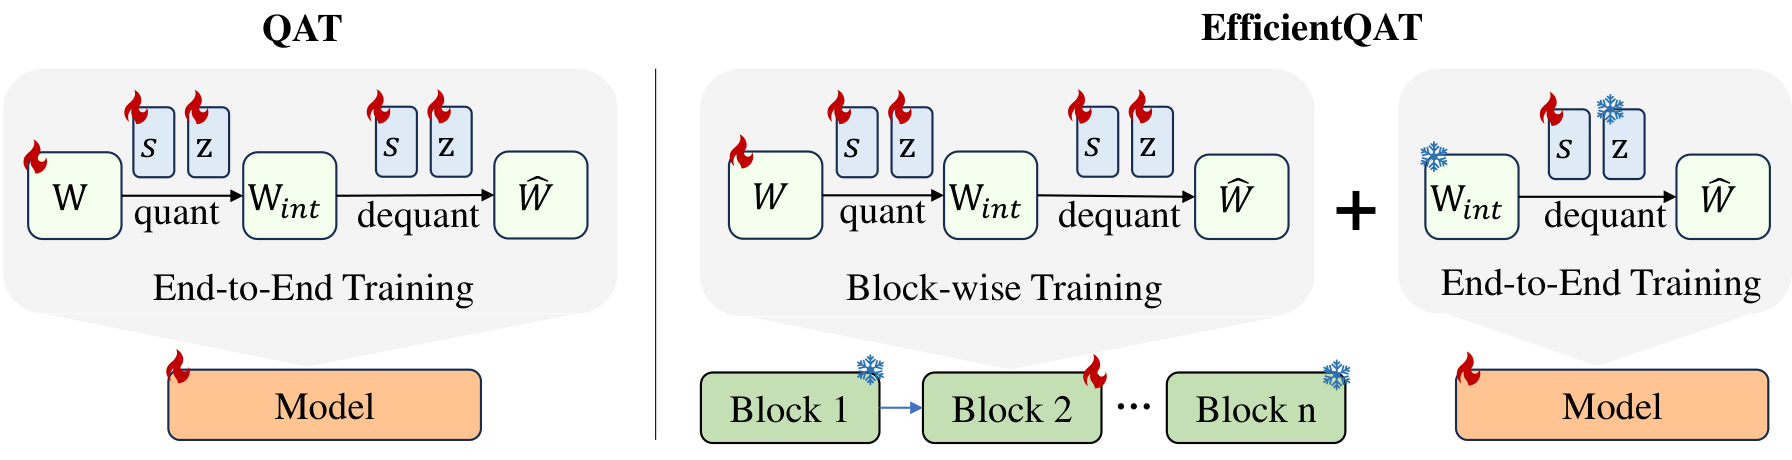 QAT
EfficientQAT
s z s z
W quant W_int dequant Ŵ
End-to-End Training
Model
s z s z
W quant W_int dequant Ŵ
Block-wise Training
Block 1 Block 2 ... Block n
+
s z
W_int dequant Ŵ
End-to-End Training
Model